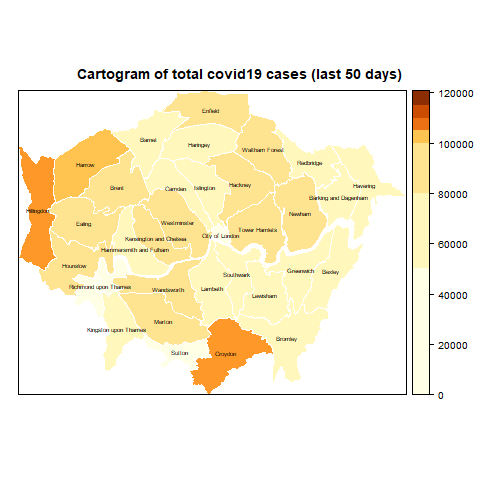 Cartogram of total covid19 cases (last 50 days)
120000
100000
80000
60000
40000
20000
0
Enfield
Barnet
Haringey
Waltham Forest
Harrow
Redbridge
Brent
Camden
Islington
Hackney
Havering
Barking and Dagenham
Hillingdon
Newham
Ealing
Westminster
Tower Hamlets
City of London
Kensington and Chelsea
Hammersmith and Fulham
Hounslow
Southwark
Greenwich
Bexley
Richmond upon Thames
Wandsworth
Lambeth
Lewisham
Merton
Kingston upon Thames
Bromley
Sutton
Croydon